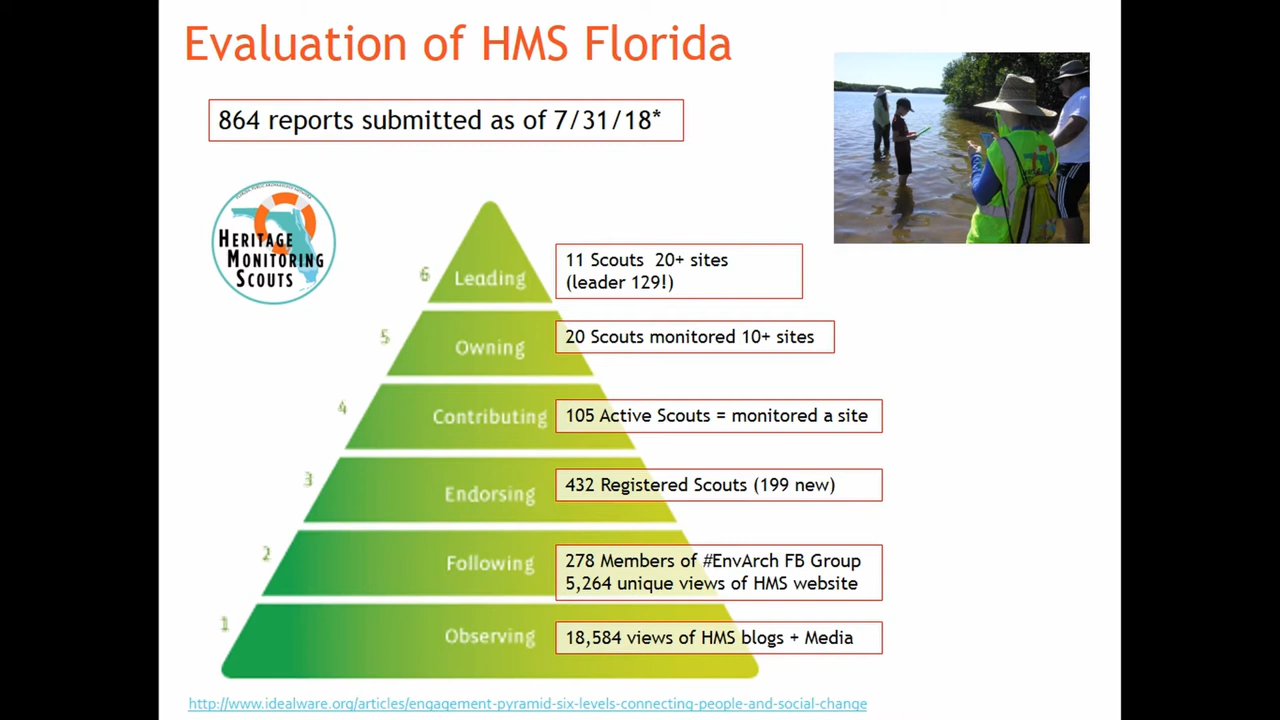 Evaluation of HMS Florida
864 reports submitted as of 7/31/18*
HERITAGE
MONITORING
SCOUTS
6
Leading
11 Scouts 20+ sites
(leader 129!)
5
Owning
20 Scouts monitored 10+ sites
4
Contributing
105 Active Scouts = monitored a site
3
Endorsing
432 Registered Scouts (199 new)
2
Following
278 Members of #EnvArch FB Group
5,264 unique views of HMS website
1
Observing
18,584 views of HMS blogs + Media
http://www.idealware.org/articles/engagement-pyramid-six-levels-connecting-people-and-social-change